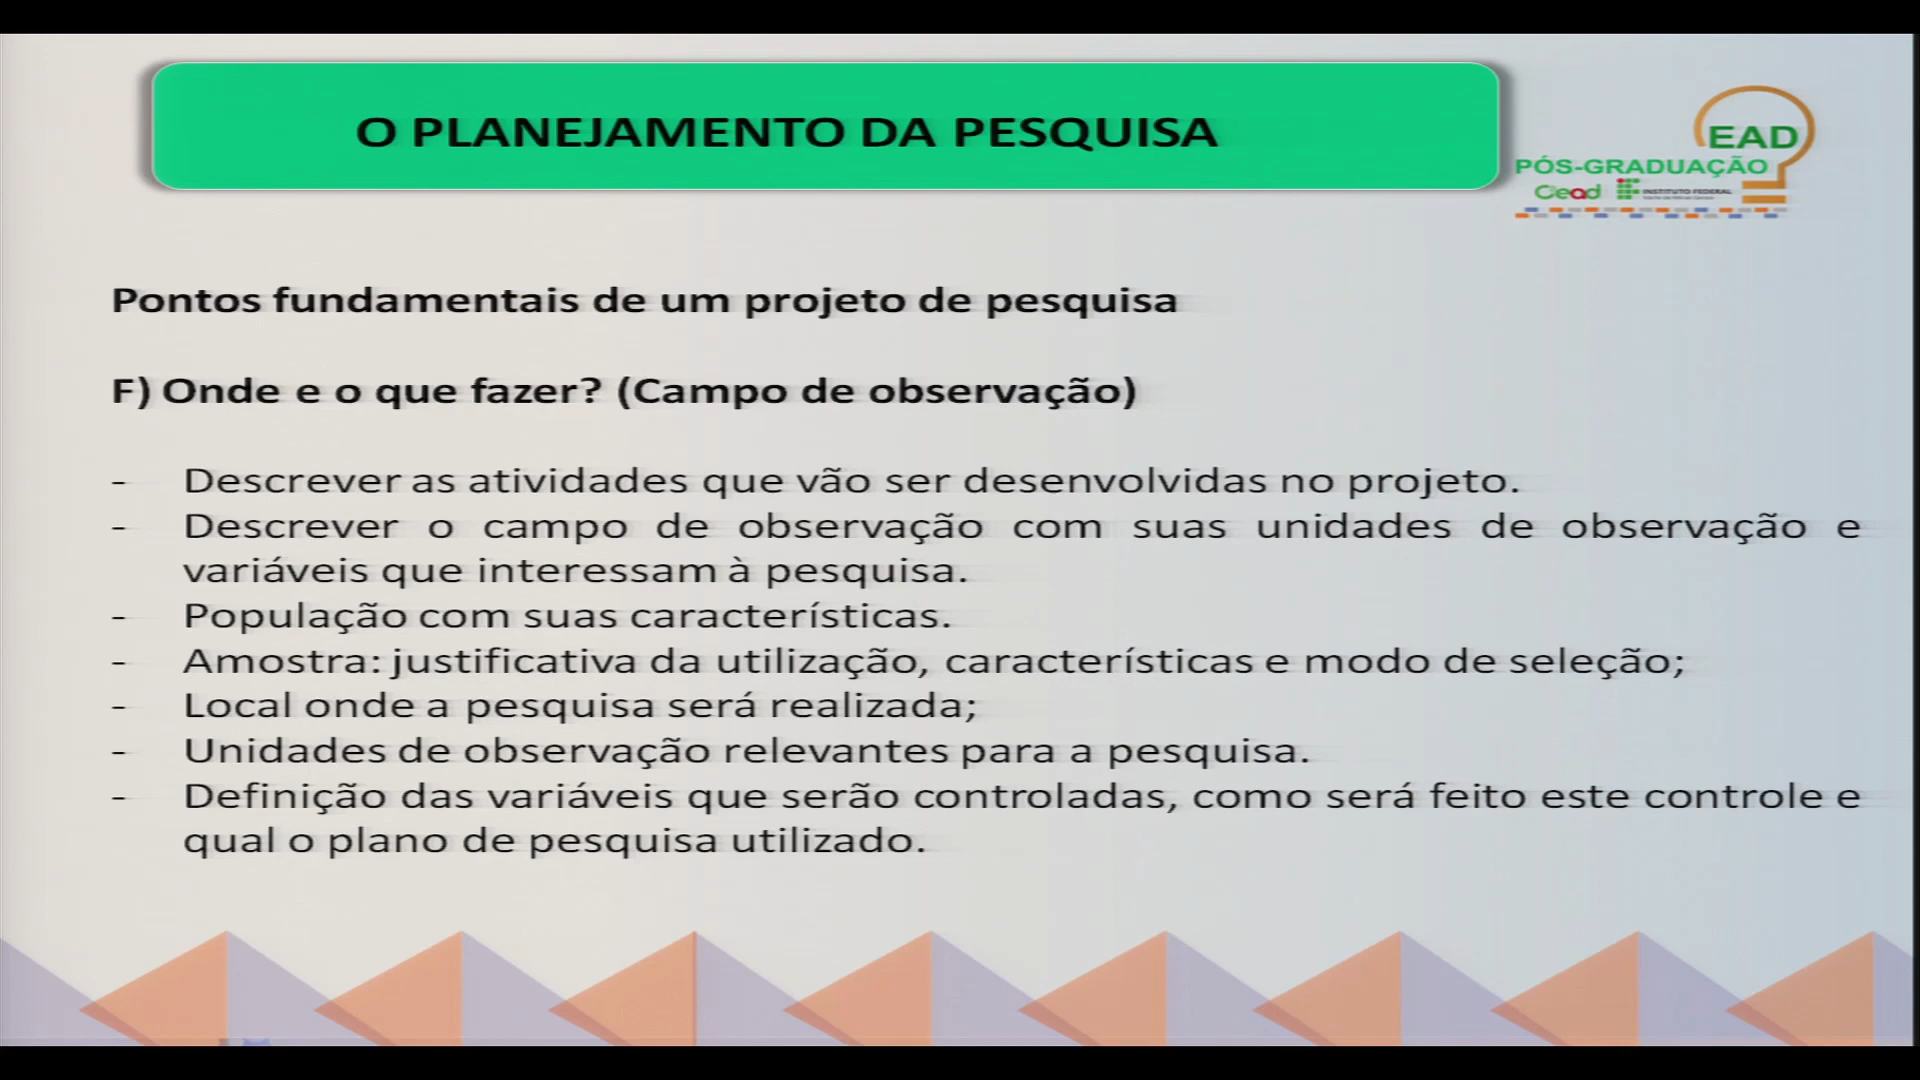 O PLANEJAMENTO DA PESQUISA
EAD
PÓS-GRADUAÇÃO
Cead INSTITUTO FEDERAL
Pontos fundamentais de um projeto de pesquisa
F) Onde e o que fazer? (Campo de observação)
- Descrever as atividades que vão ser desenvolvidas no projeto.
- Descrever o campo de observação com suas unidades de observação e
variáveis que interessam à pesquisa.
- População com suas características.
- Amostra: justificativa da utilização, características e modo de seleção;
- Local onde a pesquisa será realizada;
- Unidades de observação relevantes para a pesquisa.
- Definição das variáveis que serão controladas, como será feito este controle e
qual o plano de pesquisa utilizado.